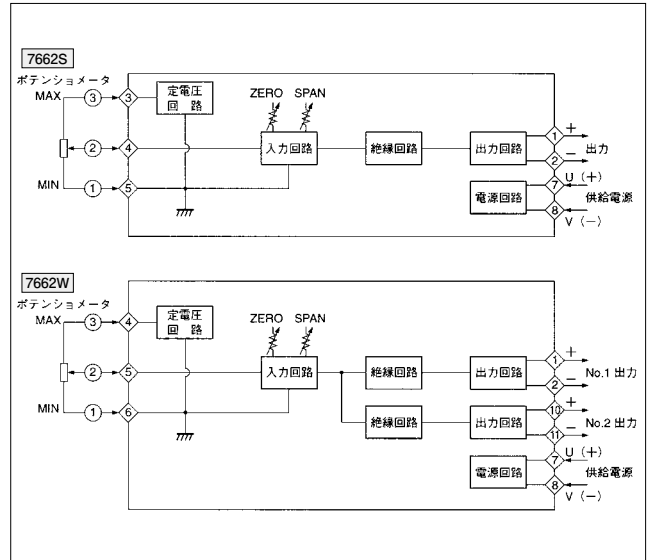 7662S
ポテンショメータ
MAX ③ ③ 定電圧回路
ZERO SPAN
② ④ 入力回路 絶縁回路 出力回路
① + 出力
② −
MIN ① ⑤
電源回路
⑦ U (+)
供給電源
⑧ V (−)
7662W
ポテンショメータ
MAX ③ ④ 定電圧回路
ZERO SPAN
② ⑤ 入力回路 絶縁回路 出力回路
① + No.1 出力
② −
MIN ① ⑥
絶縁回路 出力回路
⑩ + No.2 出力
⑪ −
電源回路
⑦ U (+)
供給電源
⑧ V (−)